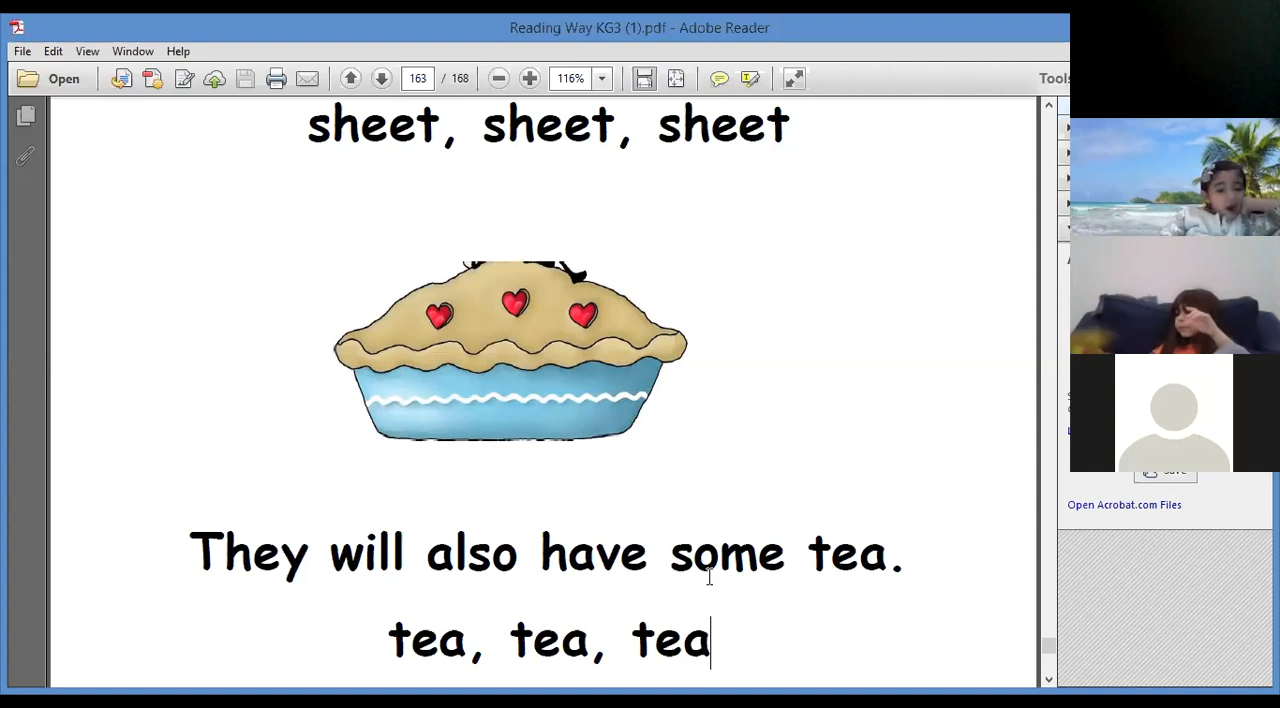 Reading Way KG3 (1).pdf - Adobe Reader
File Edit View Window Help
Open 163 / 168 116% Tools
sheet, sheet, sheet
They will also have some tea.
tea, tea, tea
Open Acrobat.com Files